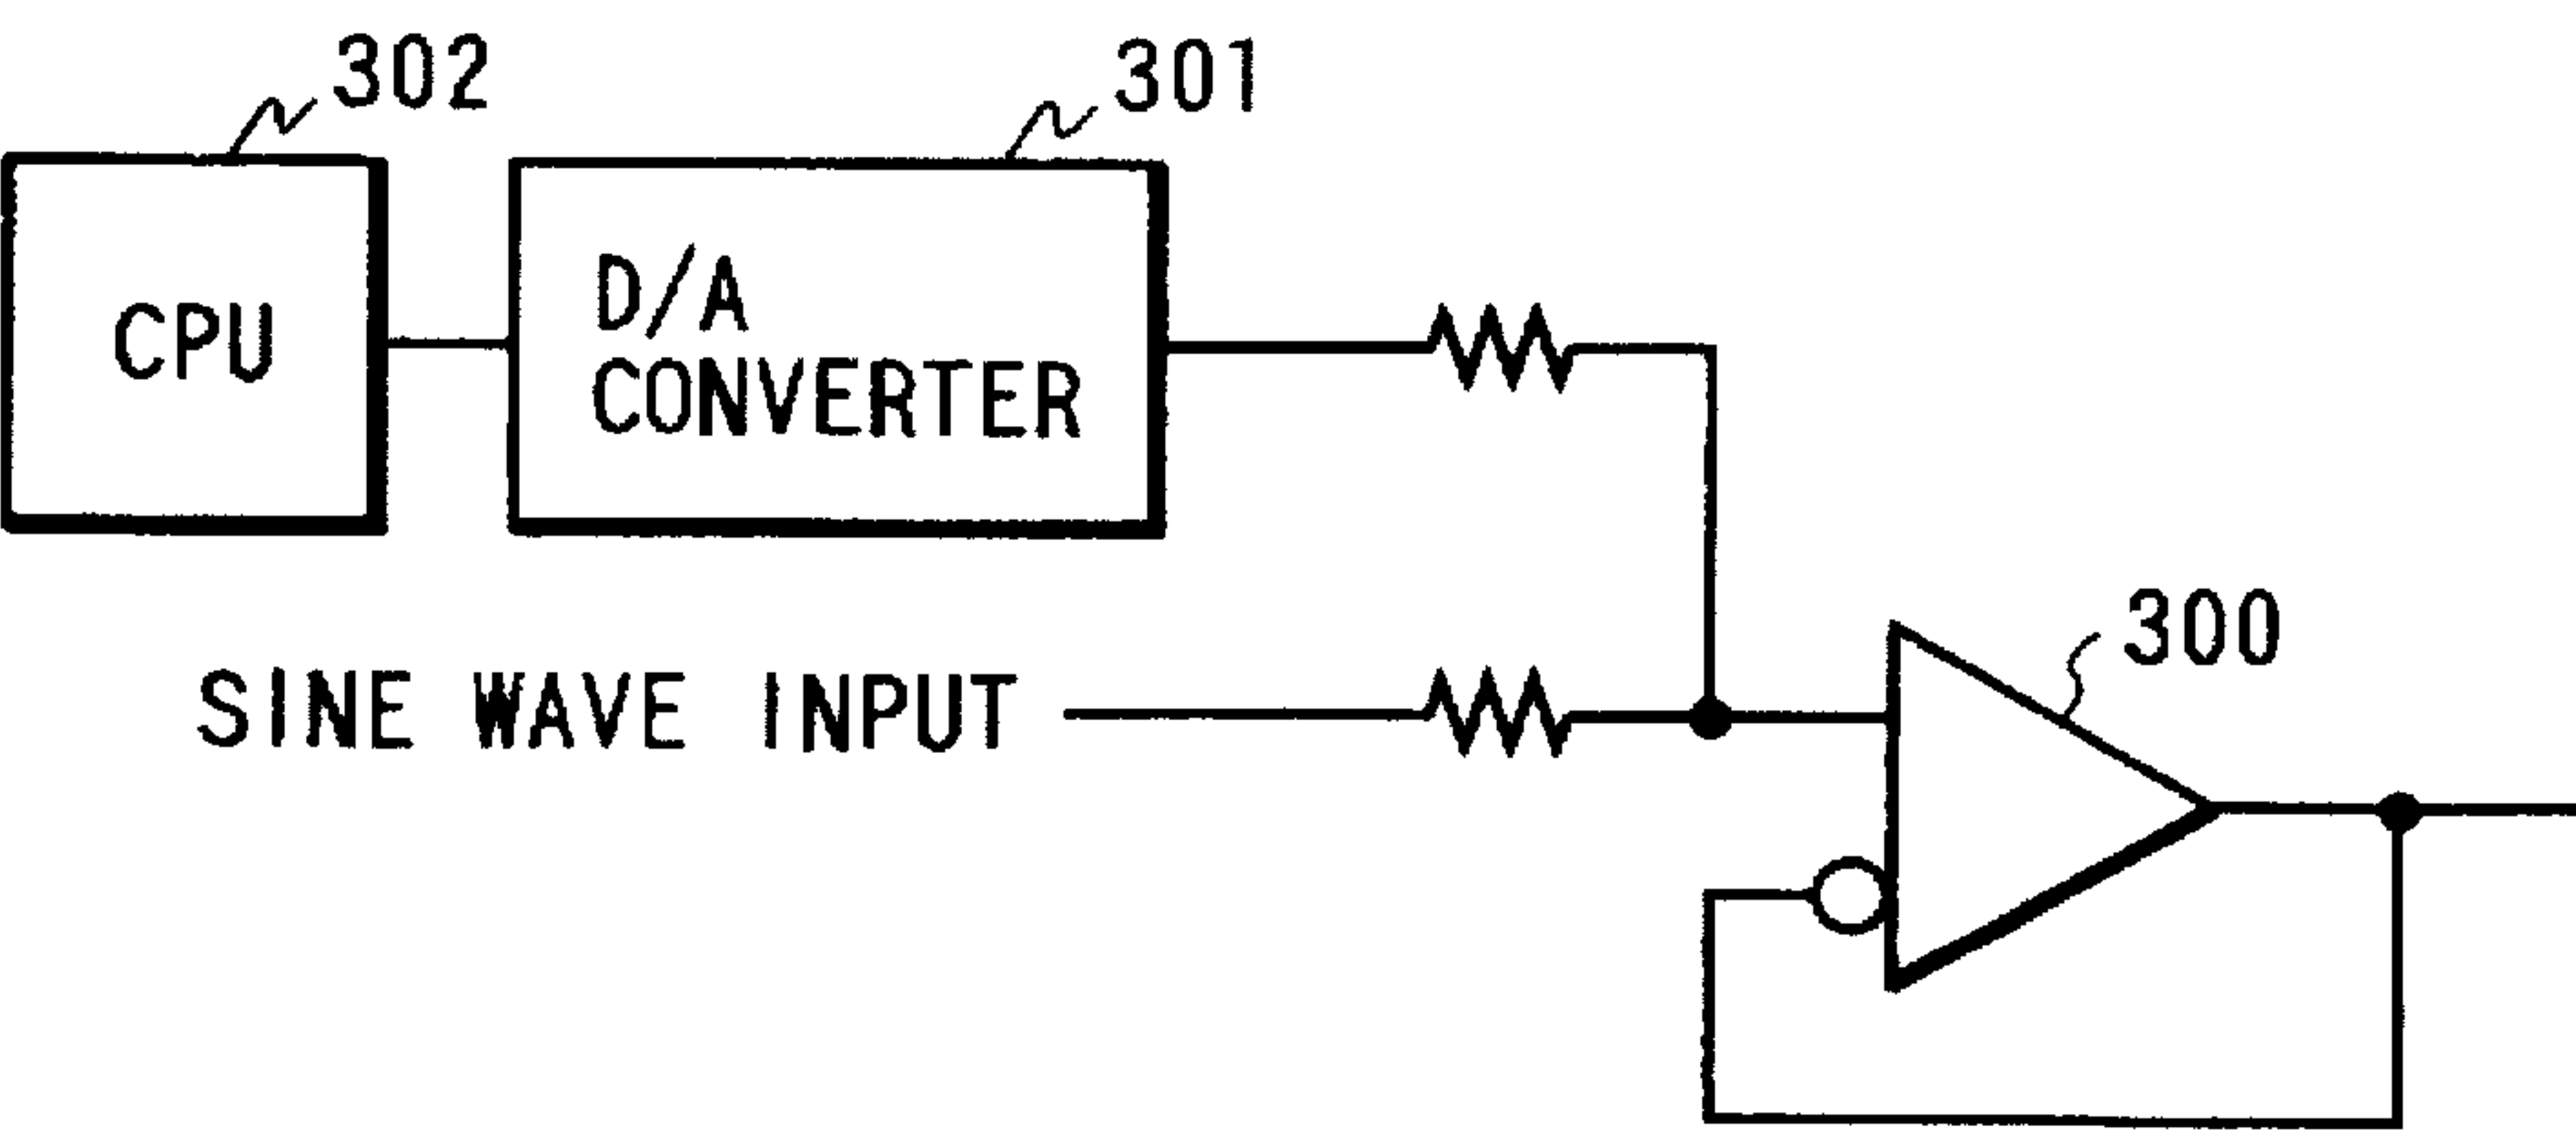 302
301
CPU
D/A
CONVERTER
SINE WAVE INPUT
300